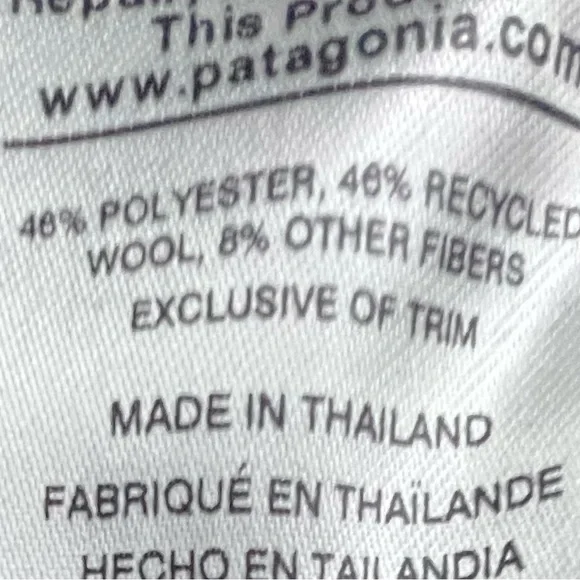 This Pro
www.patagonia.com
46% POLYESTER, 46% RECYCLED
WOOL, 8% OTHER FIBERS
EXCLUSIVE OF TRIM
MADE IN THAILAND
FABRIQUÉ EN THAÏLANDE
HECHO EN TAILANDIA